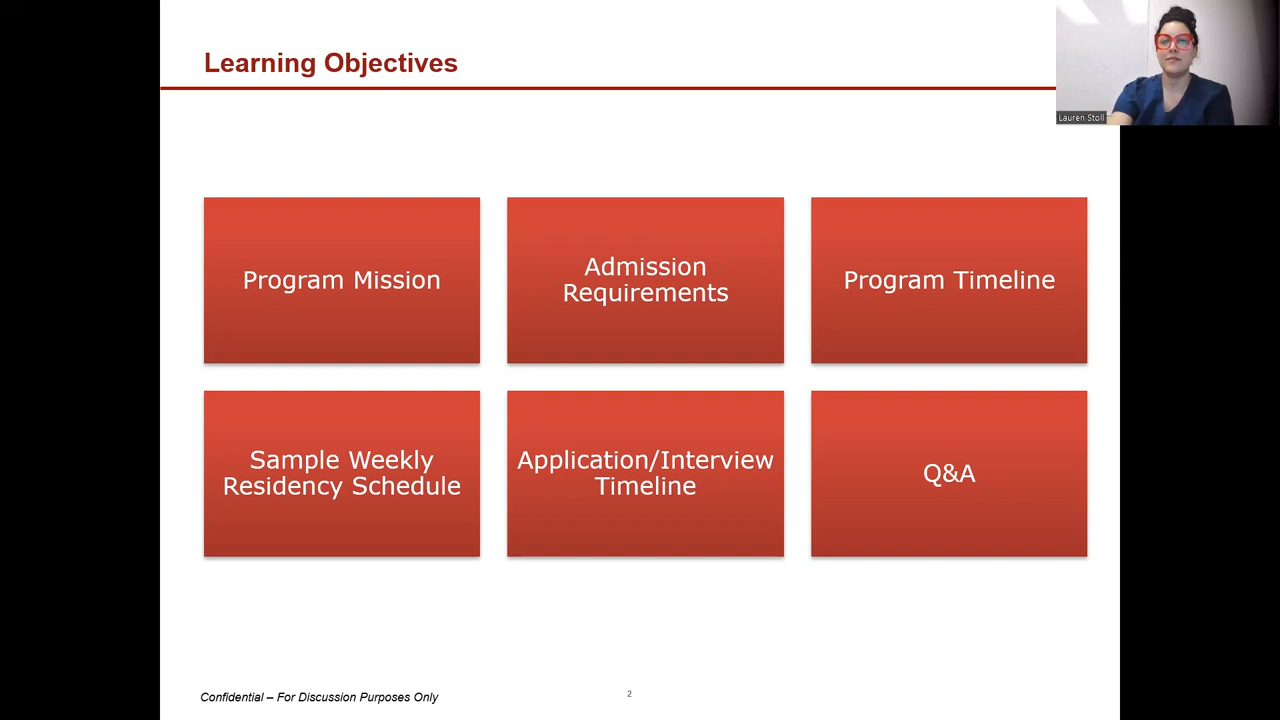 Learning Objectives
Lauren Stoll
Program Mission
Admission
Requirements
Program Timeline
Sample Weekly
Residency Schedule
Application/Interview
Timeline
Q&A
Confidential – For Discussion Purposes Only
2